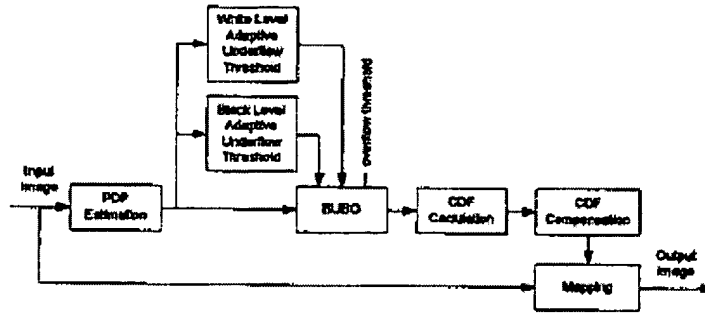 White Level
Adaptive
Underflow
Threshold
Black Level
Adaptive
Underflow
Threshold
overflow threshold
Input
image
PDF
Estimation
BUBO
CDF
Calculation
CDF
Compensation
Mapping
Output
image